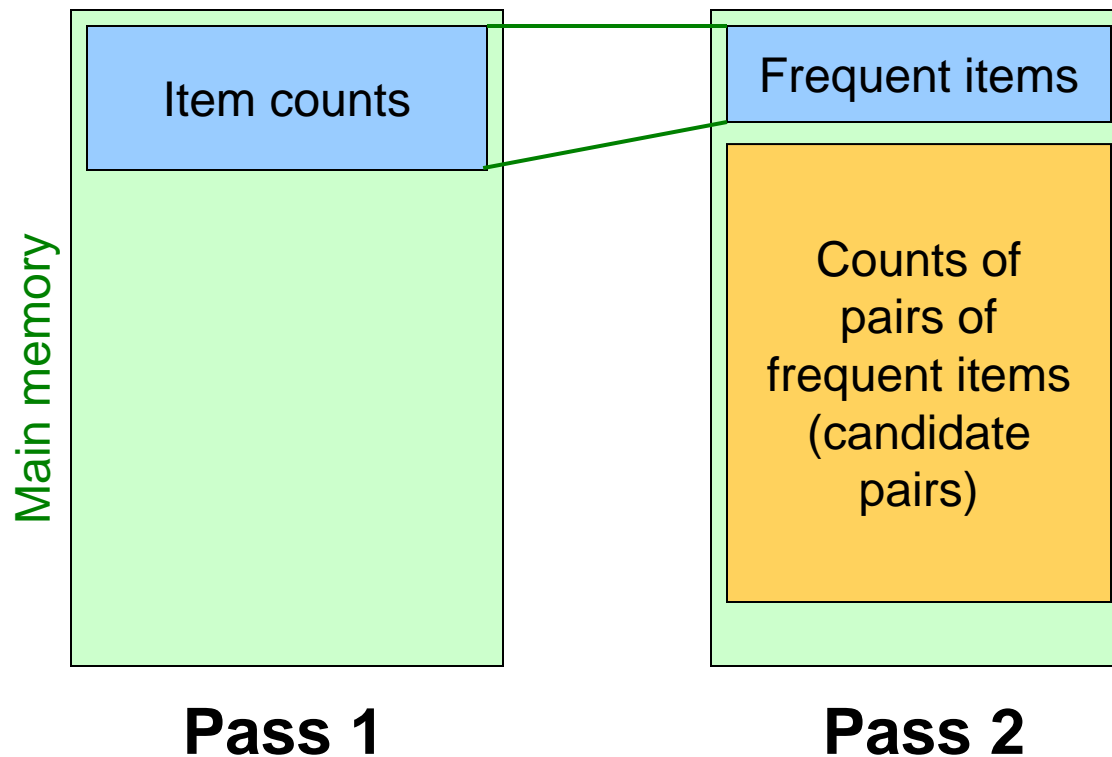 Main memory
Item counts
Frequent items
Counts of
pairs of
frequent items
(candidate
pairs)
Pass 1
Pass 2